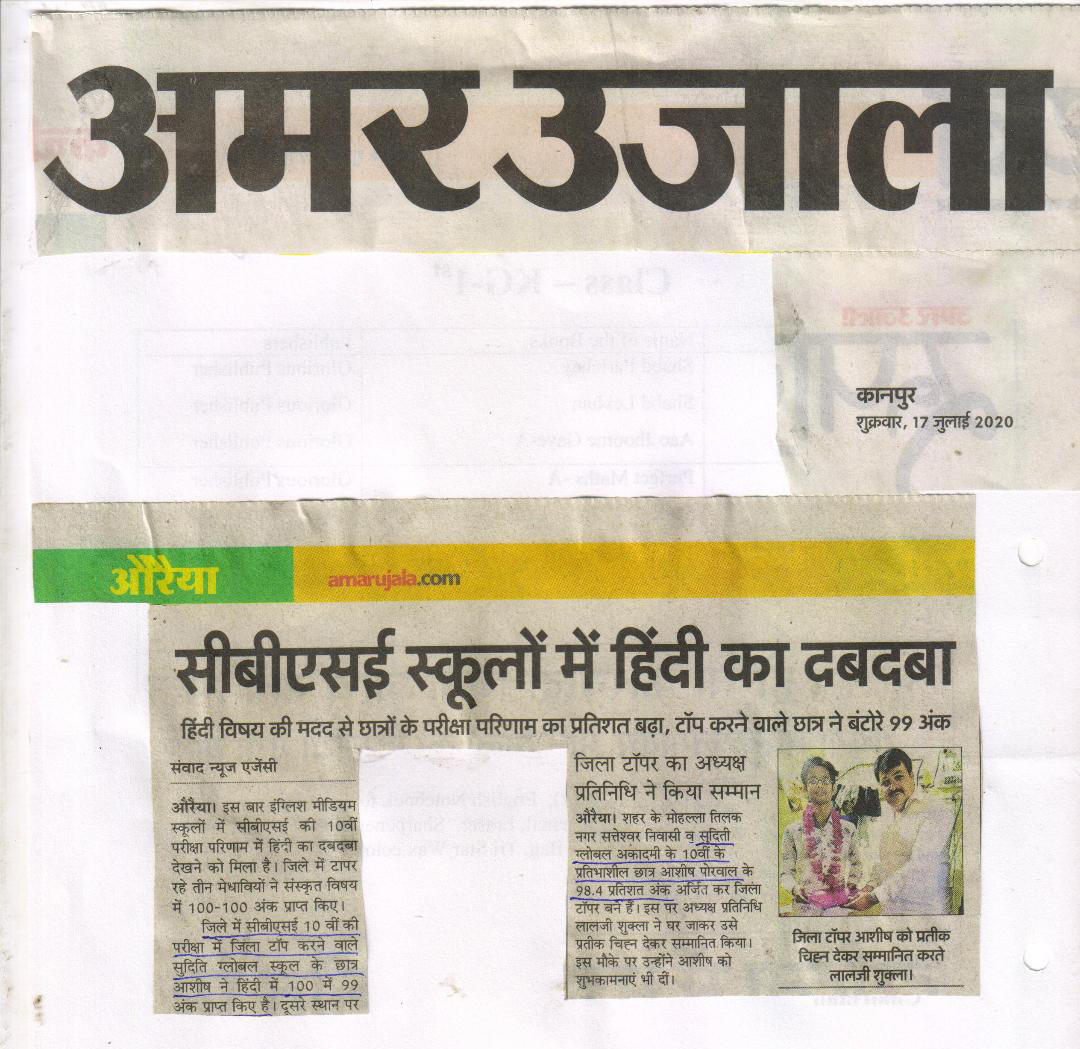 अमर उजाला
कानपुर
शुक्रवार, 17 जुलाई 2020
औरैया
amarujala.com
सीबीएसई स्कूलों में हिंदी का दबदबा
हिंदी विषय की मदद से छात्रों के परीक्षा परिणाम का प्रतिशत बढ़ा, टॉप करने वाले छात्र ने बंटोरे 99 अंक
संवाद न्यूज एजेंसी
औरैया। इस बार इंग्लिश मीडियम
स्कूलों में सीबीएसई की 10वीं
परीक्षा परिणाम में हिंदी का दबदबा
देखने को मिला है। जिले में टापर
रहे तीन मेधावियों ने संस्कृत विषय
में 100-100 अंक प्राप्त किए।
जिले में सीबीएसई 10 वीं की
परीक्षा में जिला टॉप करने वाले
सुदिति ग्लोबल स्कूल के छात्र
आशीष ने हिंदी में 100 में 99
अंक प्राप्त किए है। दूसरे स्थान पर
जिला टॉपर का अध्यक्ष
प्रतिनिधि ने किया सम्मान
औरैया। शहर के मोहल्ला तिलक
नगर सत्तेश्वर निवासी व सुदिती
ग्लोबल अकादमी के 10वीं के
प्रतिभाशील छात्र आशीष पोरवाल के
98.4 प्रतिशत अंक अर्जित कर जिला
टॉपर बने हैं। इस पर अध्यक्ष प्रतिनिधि
लालजी शुक्ला ने घर जाकर उसे
प्रतीक चिह्न देकर सम्मानित किया।
इस मौके पर उन्होंने आशीष को
शुभकामनाएं भी दीं।
जिला टॉपर आशीष को प्रतीक
चिह्न देकर सम्मानित करते
लालजी शुक्ला।